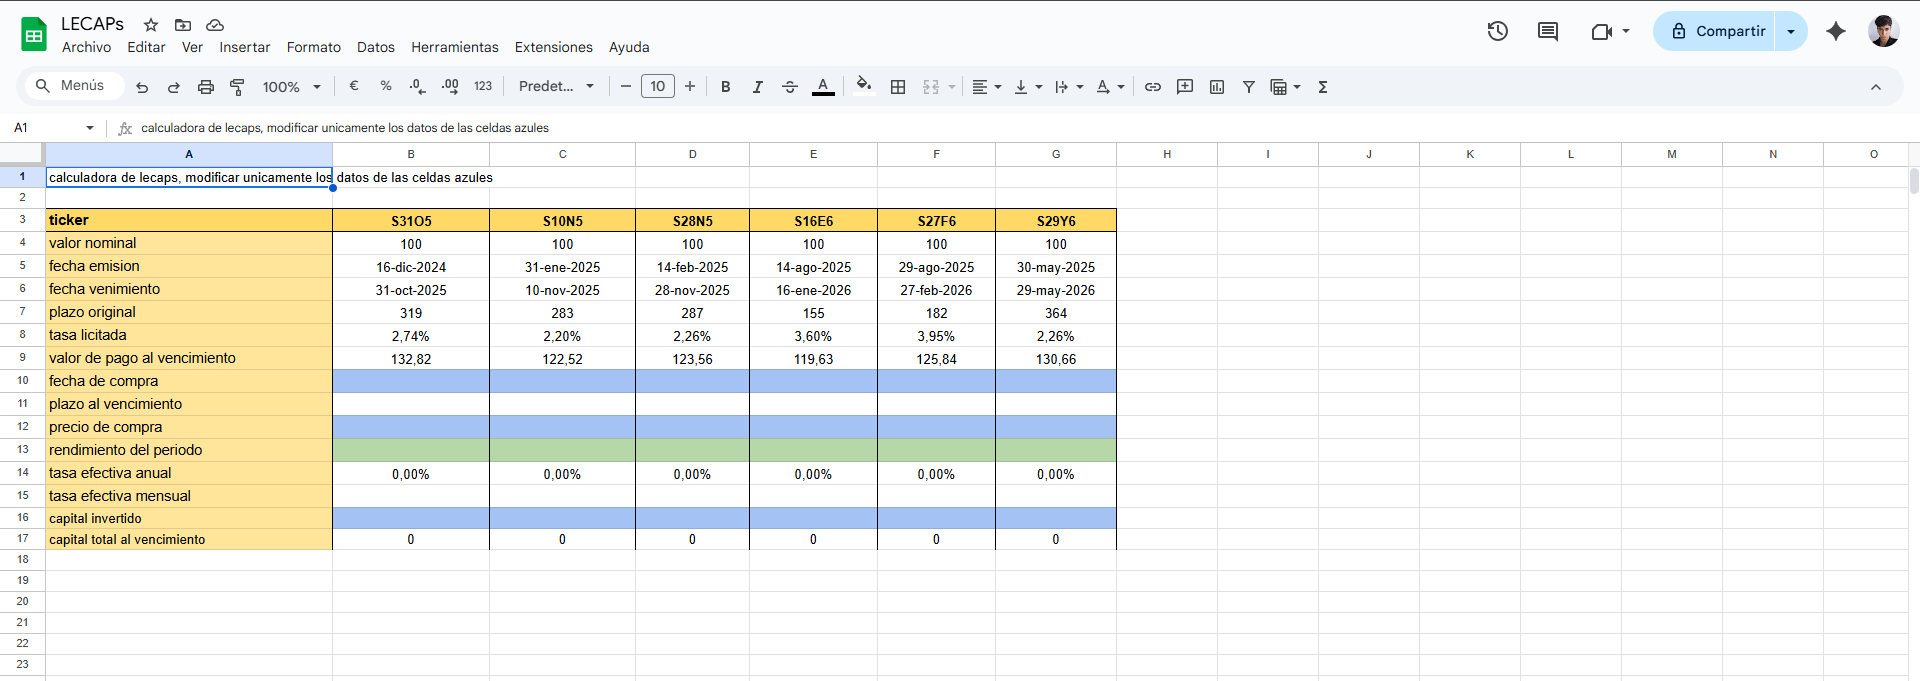 LECAPs
Archivo Editar Ver Insertar Formato Datos Herramientas Extensiones Ayuda
Compartir
Menús 100% € % .0 .00 123 Predet... − 10 + B I A A Σ
A1 fx calculadora de lecaps, modificar unicamente los datos de las celdas azules
A B C D E F G H I J K L M N O
1 calculadora de lecaps, modificar unicamente los datos de las celdas azules
2
3 ticker S31O5 S10N5 S28N5 S16E6 S27F6 S29Y6
4 valor nominal 100 100 100 100 100 100
5 fecha emision 16-dic-2024 31-ene-2025 14-feb-2025 14-ago-2025 29-ago-2025 30-may-2025
6 fecha venimiento 31-oct-2025 10-nov-2025 28-nov-2025 16-ene-2026 27-feb-2026 29-may-2026
7 plazo original 319 283 287 155 182 364
8 tasa licitada 2,74% 2,20% 2,26% 3,60% 3,95% 2,26%
9 valor de pago al vencimiento 132,82 122,52 123,56 119,63 125,84 130,66
10 fecha de compra
11 plazo al vencimiento
12 precio de compra
13 rendimiento del periodo
14 tasa efectiva anual 0,00% 0,00% 0,00% 0,00% 0,00% 0,00%
15 tasa efectiva mensual
16 capital invertido
17 capital total al vencimiento 0 0 0 0 0 0
18
19
20
21
22
23